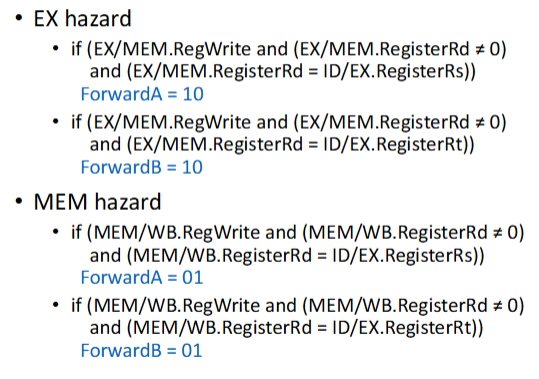 • EX hazard
• if (EX/MEM.RegWrite and (EX/MEM.RegisterRd ≠ 0)
and (EX/MEM.RegisterRd = ID/EX.RegisterRs))
ForwardA = 10
• if (EX/MEM.RegWrite and (EX/MEM.RegisterRd ≠ 0)
and (EX/MEM.RegisterRd = ID/EX.RegisterRt))
ForwardB = 10
• MEM hazard
• if (MEM/WB.RegWrite and (MEM/WB.RegisterRd ≠ 0)
and (MEM/WB.RegisterRd = ID/EX.RegisterRs))
ForwardA = 01
• if (MEM/WB.RegWrite and (MEM/WB.RegisterRd ≠ 0)
and (MEM/WB.RegisterRd = ID/EX.RegisterRt))
ForwardB = 01